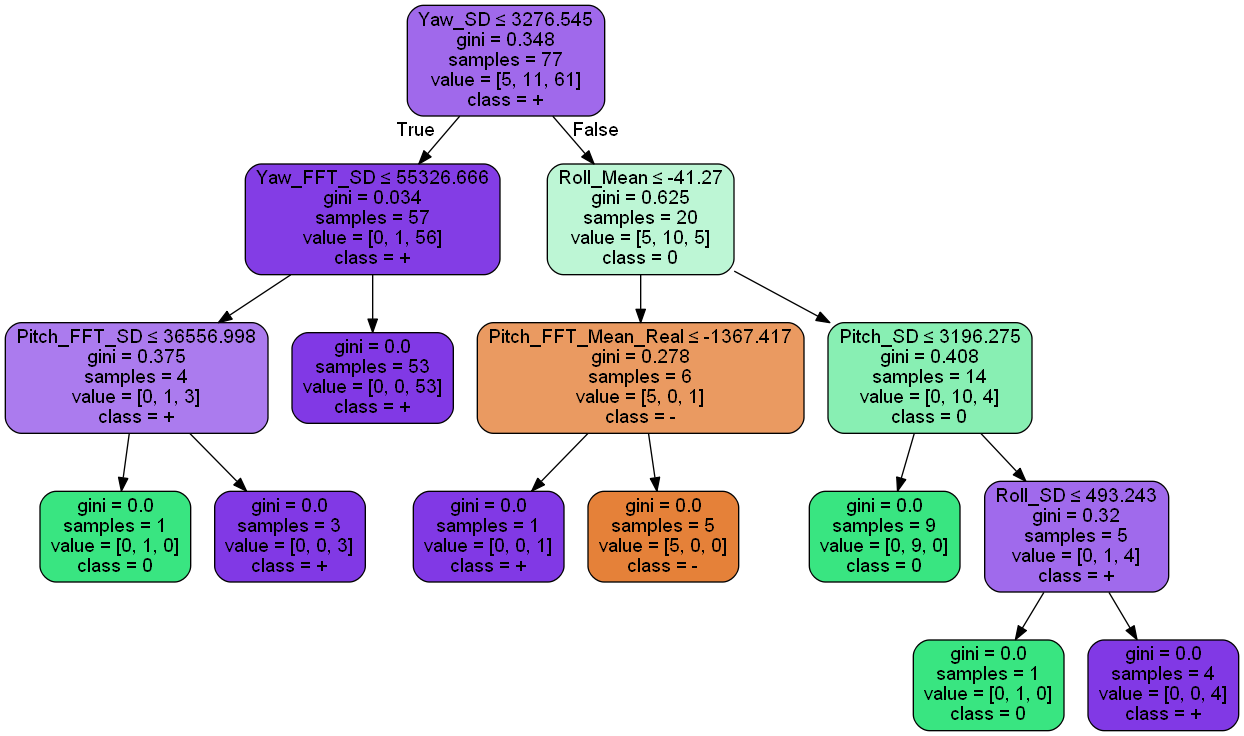 Yaw_SD ≤ 3276.545
gini = 0.348
samples = 77
value = [5, 11, 61]
class = +
True
False
Yaw_FFT_SD ≤ 55326.666
gini = 0.034
samples = 57
value = [0, 1, 56]
class = +
Roll_Mean ≤ -41.27
gini = 0.625
samples = 20
value = [5, 10, 5]
class = 0
Pitch_FFT_SD ≤ 36556.998
gini = 0.375
samples = 4
value = [0, 1, 3]
class = +
gini = 0.0
samples = 53
value = [0, 0, 53]
class = +
Pitch_FFT_Mean_Real ≤ -1367.417
gini = 0.278
samples = 6
value = [5, 0, 1]
class = -
Pitch_SD ≤ 3196.275
gini = 0.408
samples = 14
value = [0, 10, 4]
class = 0
gini = 0.0
samples = 1
value = [0, 1, 0]
class = 0
gini = 0.0
samples = 3
value = [0, 0, 3]
class = +
gini = 0.0
samples = 1
value = [0, 0, 1]
class = +
gini = 0.0
samples = 5
value = [5, 0, 0]
class = -
gini = 0.0
samples = 9
value = [0, 9, 0]
class = 0
Roll_SD ≤ 493.243
gini = 0.32
samples = 5
value = [0, 1, 4]
class = +
gini = 0.0
samples = 1
value = [0, 1, 0]
class = 0
gini = 0.0
samples = 4
value = [0, 0, 4]
class = +